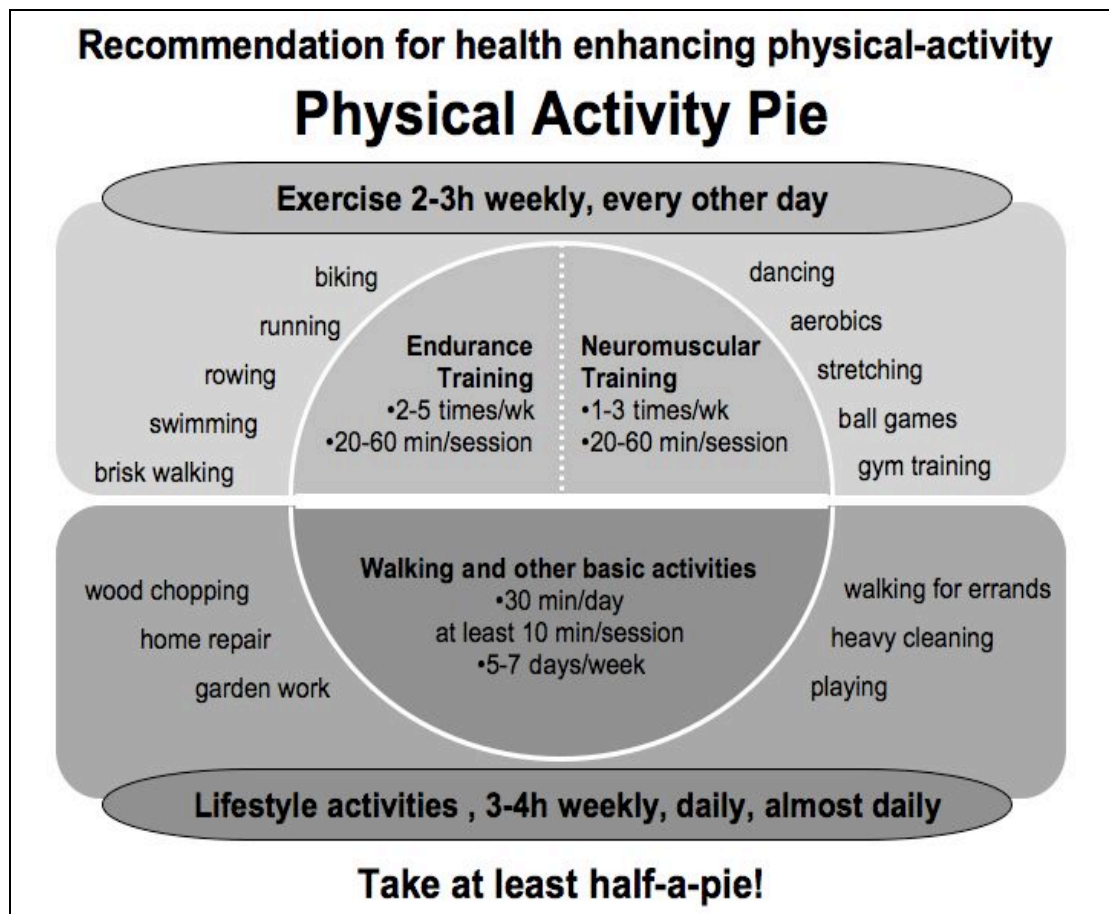 Recommendation for health enhancing physical-activity
Physical Activity Pie
Exercise 2-3h weekly, every other day
biking
running
rowing
swimming
brisk walking
Endurance
Training
•2-5 times/wk
•20-60 min/session
Neuromuscular
Training
•1-3 times/wk
•20-60 min/session
dancing
aerobics
stretching
ball games
gym training
wood chopping
home repair
garden work
Walking and other basic activities
•30 min/day
at least 10 min/session
•5-7 days/week
walking for errands
heavy cleaning
playing
Lifestyle activities , 3-4h weekly, daily, almost daily
Take at least half-a-pie!